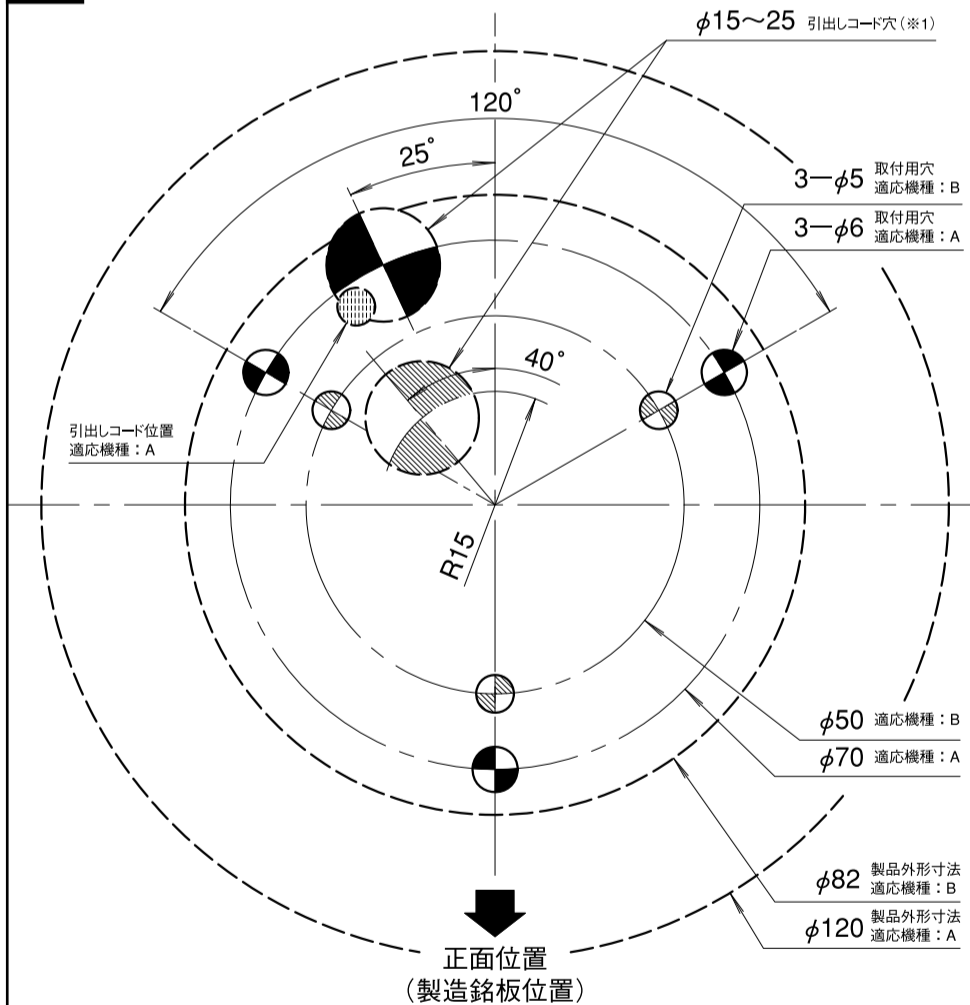 φ15〜25 引出しコード穴(※1)
120°
25°
3−φ5 取付用穴
適応機種：B
3−φ6 取付用穴
適応機種：A
40°
引出しコード位置
適応機種：A
R15
φ50 適応機種：B
φ70 適応機種：A
φ82 製品外形寸法
適応機種：B
φ120 製品外形寸法
適応機種：A
正面位置
（製造銘板位置）